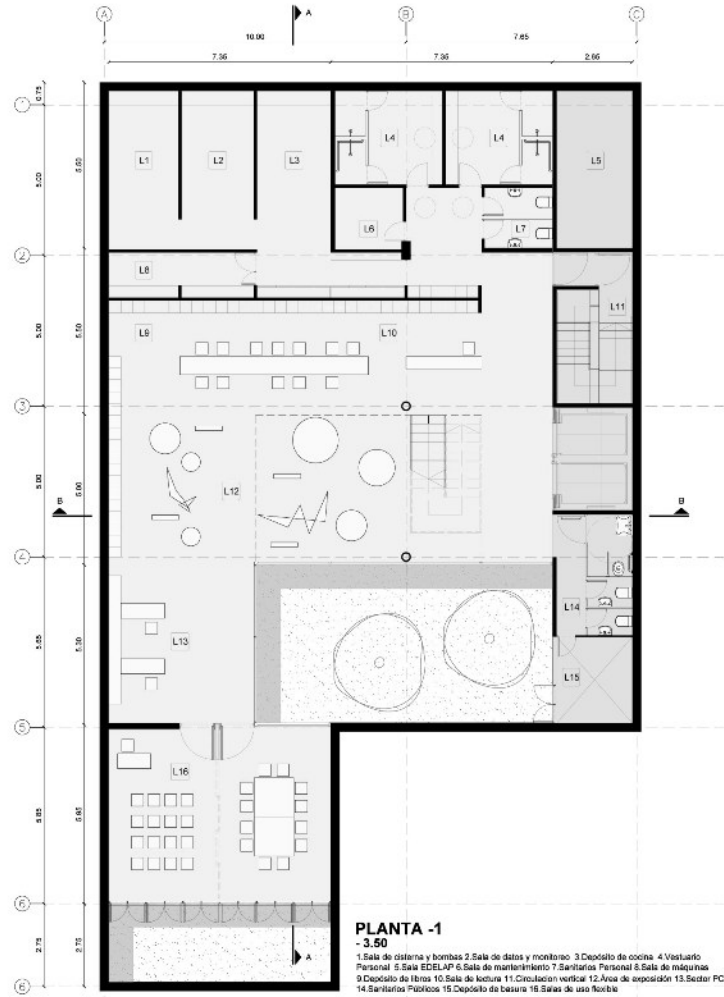 A
B
C
A
10.00
7.65
7.35
7.35
2.65
1
0.75
5.00
5.50
L1
L2
L3
L4
L4
L5
L6
L7
2
L8
L11
5.00
5.50
L9
L10
3
5.00
5.00
L12
B
B
4
5.65
5.30
L13
L14
L15
5
L16
5.85
5.95
6
2.75
2.75
A
6
PLANTA -1
- 3.50
1.Sala de cisterna y bombas 2.Sala de datos y monitoreo 3.Depósito de cocina 4.Vestuario
Personal 5.Sala EDELAP 6.Sala de mantenimiento 7.Sanitarios Personal 8.Sala de máquinas
9.Depósito de libros 10.Sala de lectura 11.Circulacion vertical 12.Área de exposición 13.Sector PC
14.Sanitarios Públicos 15.Depósito de basura 16.Salas de uso flexible